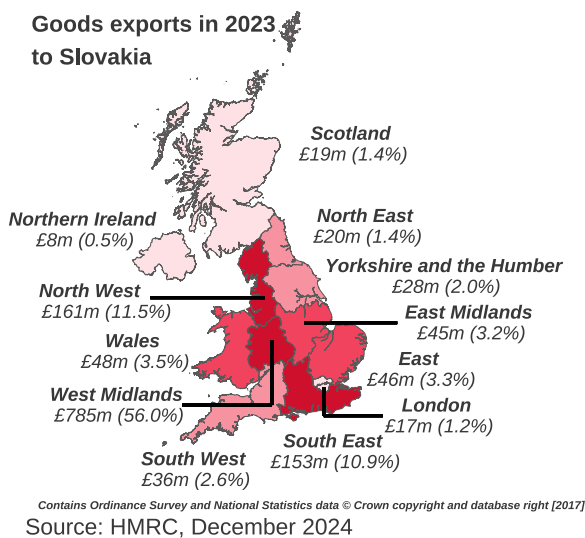 Goods exports in 2023
to Slovakia
Scotland
£19m (1.4%)
Northern Ireland
£8m (0.5%)
North East
£20m (1.4%)
Yorkshire and the Humber
£28m (2.0%)
North West
£161m (11.5%)
East Midlands
£45m (3.2%)
Wales
£48m (3.5%)
East
£46m (3.3%)
West Midlands
£785m (56.0%)
London
£17m (1.2%)
South East
£153m (10.9%)
South West
£36m (2.6%)
Contains Ordinance Survey and National Statistics data © Crown copyright and database right [2017]
Source: HMRC, December 2024